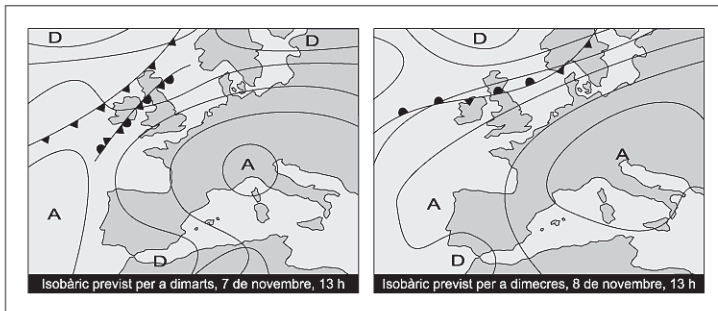 D
D
A
A
D
Isobàric previst per a dimarts, 7 de novembre, 13 h
D
A
A
D
Isobàric previst per a dimecres, 8 de novembre, 13 h